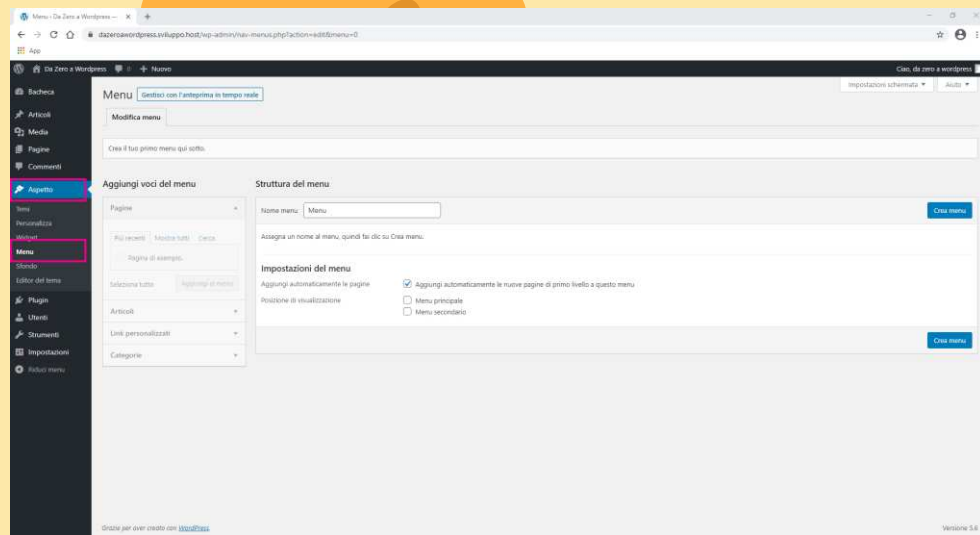 Menu ‹ Da Zero a Wordpress —
dazeroawordpress.sviluppo.host/wp-admin/nav-menus.php?action=edit&menu=0
App
Da Zero a Wordpress 0 + Nuovo
Ciao, da zero a wordpress
Bacheca
Articoli
Media
Pagine
Commenti
Aspetto
Temi
Personalizza
Widget
Menu
Sfondo
Editor del tema
Plugin
Utenti
Strumenti
Impostazioni
Riduci menu
Impostazioni schermata
Aiuto
Menu
Gestisci con l'anteprima in tempo reale
Modifica menu
Crea il tuo primo menu qui sotto.
Aggiungi voci del menu
Pagine
Più recenti Mostra tutti Cerca
Pagina di esempio.
Seleziona tutto Aggiungi al menu
Articoli
Link personalizzati
Categorie
Struttura del menu
Nome menu Menu
Crea menu
Assegna un nome al menu, quindi fai clic su Crea menu.
Impostazioni del menu
Aggiungi automaticamente le pagine Aggiungi automaticamente le nuove pagine di primo livello a questo menu
Posizione di visualizzazione Menu principale
Menu secondario
Crea menu
Grazie per aver creato con WordPress.
Versione 5.6